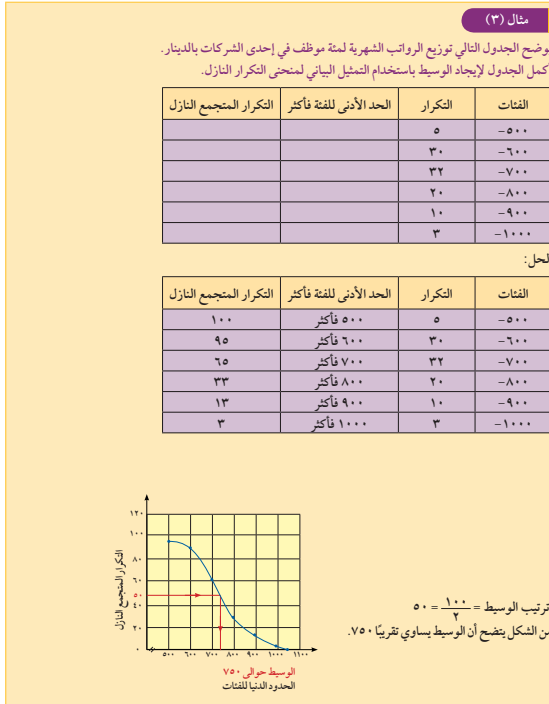 مثال (٣)
يوضح الجدول التالي توزيع الرواتب الشهرية لمئة موظف في إحدى الشركات بالدينار.
أكمل الجدول لإيجاد الوسيط باستخدام التمثيل البياني لمنحنى التكرار النازل.
الفئات التكرار الحد الأدنى للفئة فأكثر التكرار المتجمع النازل
٥٠٠– ٥
٦٠٠– ٣٠
٧٠٠– ٣٢
٨٠٠– ٢٠
٩٠٠– ١٠
١٠٠٠– ٣
الحل:
الفئات التكرار الحد الأدنى للفئة فأكثر التكرار المتجمع النازل
٥٠٠– ٥ ٥٠٠ فأكثر ١٠٠
٦٠٠– ٣٠ ٦٠٠ فأكثر ٩٥
٧٠٠– ٣٢ ٧٠٠ فأكثر ٦٥
٨٠٠– ٢٠ ٨٠٠ فأكثر ٣٣
٩٠٠– ١٠ ٩٠٠ فأكثر ١٣
١٠٠٠– ٣ ١٠٠٠ فأكثر ٣
ترتيب الوسيط = ١٠٠/٢ = ٥٠
من الشكل يتضح أن الوسيط يساوي تقريبًا ٧٥٠.
التكرار المتجمع النازل
١٢٠
١٠٠
٨٠
٦٠
٥٠
٤٠
٢٠
٠
٥٠٠ ٦٠٠ ٧٠٠ ٨٠٠ ٩٠٠ ١٠٠٠ ١١٠٠
الوسيط حوالي ٧٥٠
الحدود الدنيا للفئات